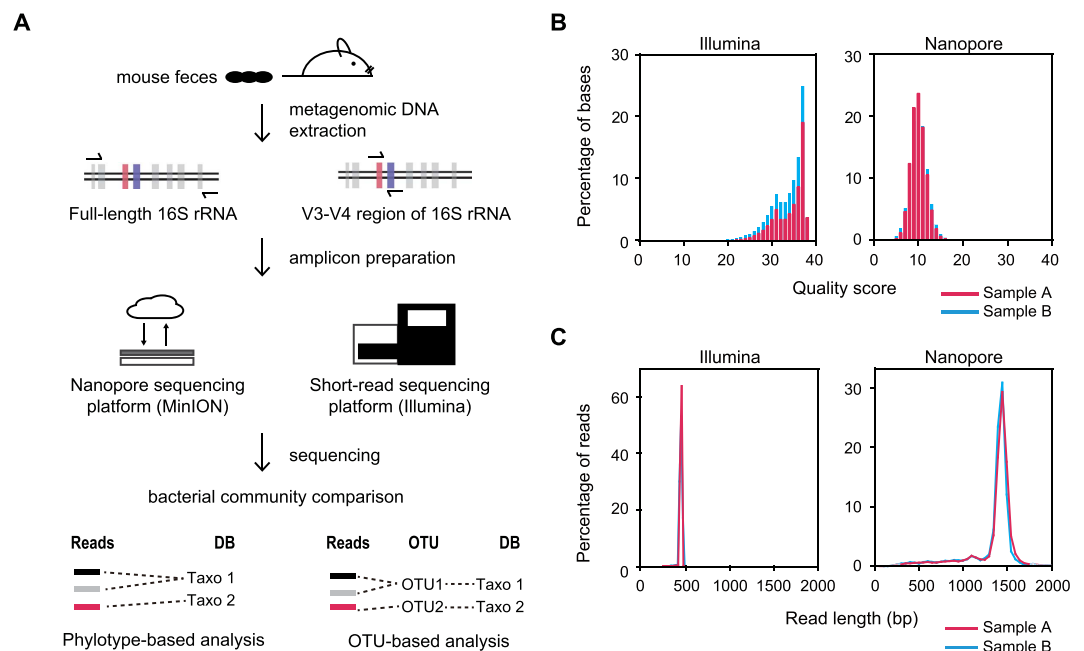 A
mouse feces
metagenomic DNA
extraction
Full-length 16S rRNA
V3-V4 region of 16S rRNA
amplicon preparation
Nanopore sequencing
platform (MinION)
Short-read sequencing
platform (Illumina)
sequencing
bacterial community comparison
Reads DB
Taxo 1
Taxo 2
Phylotype-based analysis
Reads OTU DB
OTU1 Taxo 1
OTU2 Taxo 2
OTU-based analysis
B
Illumina
Percentage of bases
30
20
10
0
0 10 20 30 40
Nanopore
30
20
10
0
0 10 20 30 40
Quality score
Sample A
Sample B
C
Illumina
Percentage of reads
60
40
20
0
0 500 1000 1500 2000
Nanopore
30
20
10
0
0 500 1000 1500 2000
Read length (bp)
Sample A
Sample B